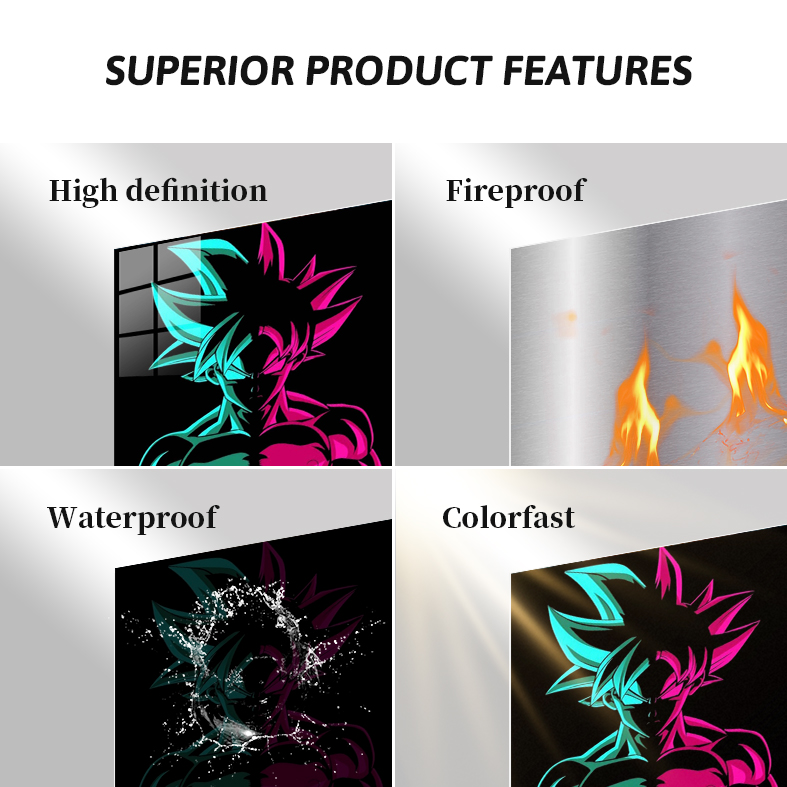 SUPERIOR PRODUCT FEATURES
High definition
Fireproof
Waterproof
Colorfast